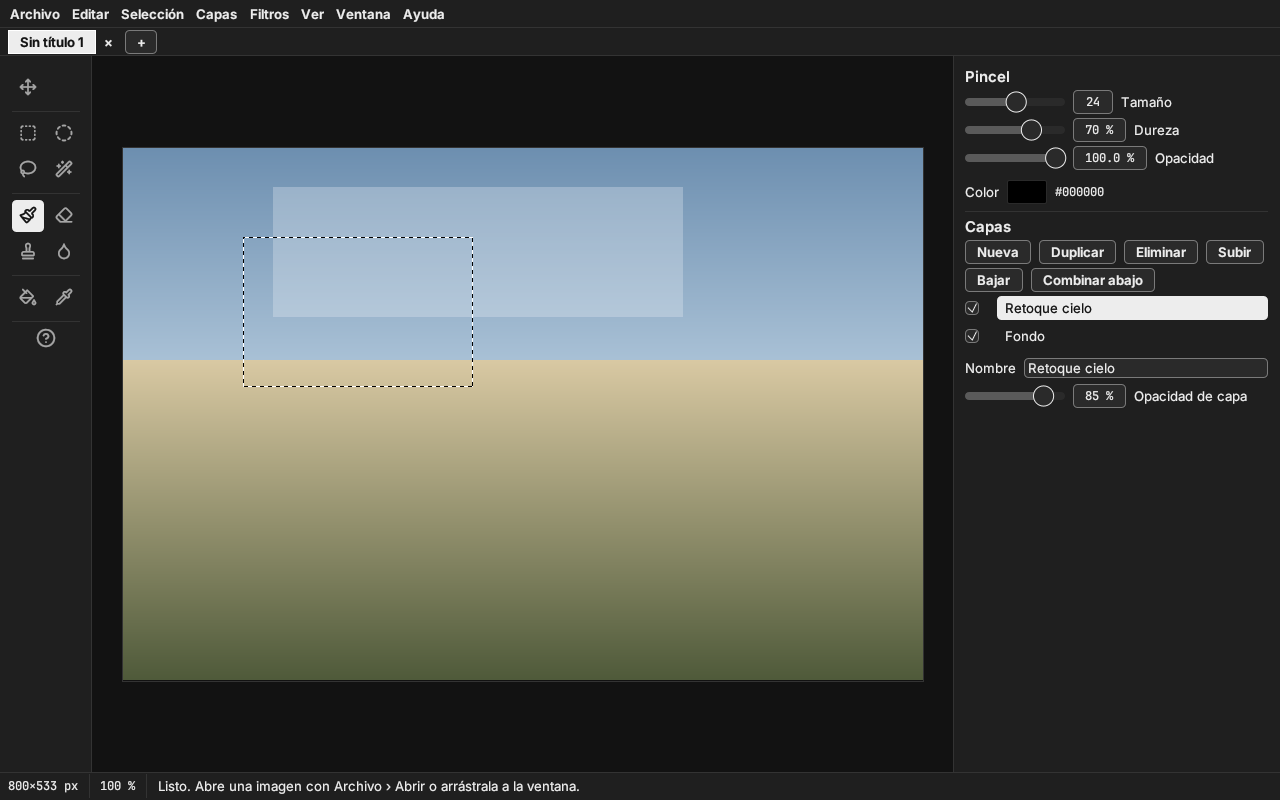 Archivo Editar Selección Capas Filtros Ver Ventana Ayuda
Sin título 1 × +
Pincel
24 Tamaño
70 % Dureza
100.0 % Opacidad
Color #000000
Capas
Nueva Duplicar Eliminar Subir
Bajar Combinar abajo
Retoque cielo
Fondo
Nombre Retoque cielo
85 % Opacidad de capa
800×533 px 100 % Listo. Abre una imagen con Archivo › Abrir o arrástrala a la ventana.